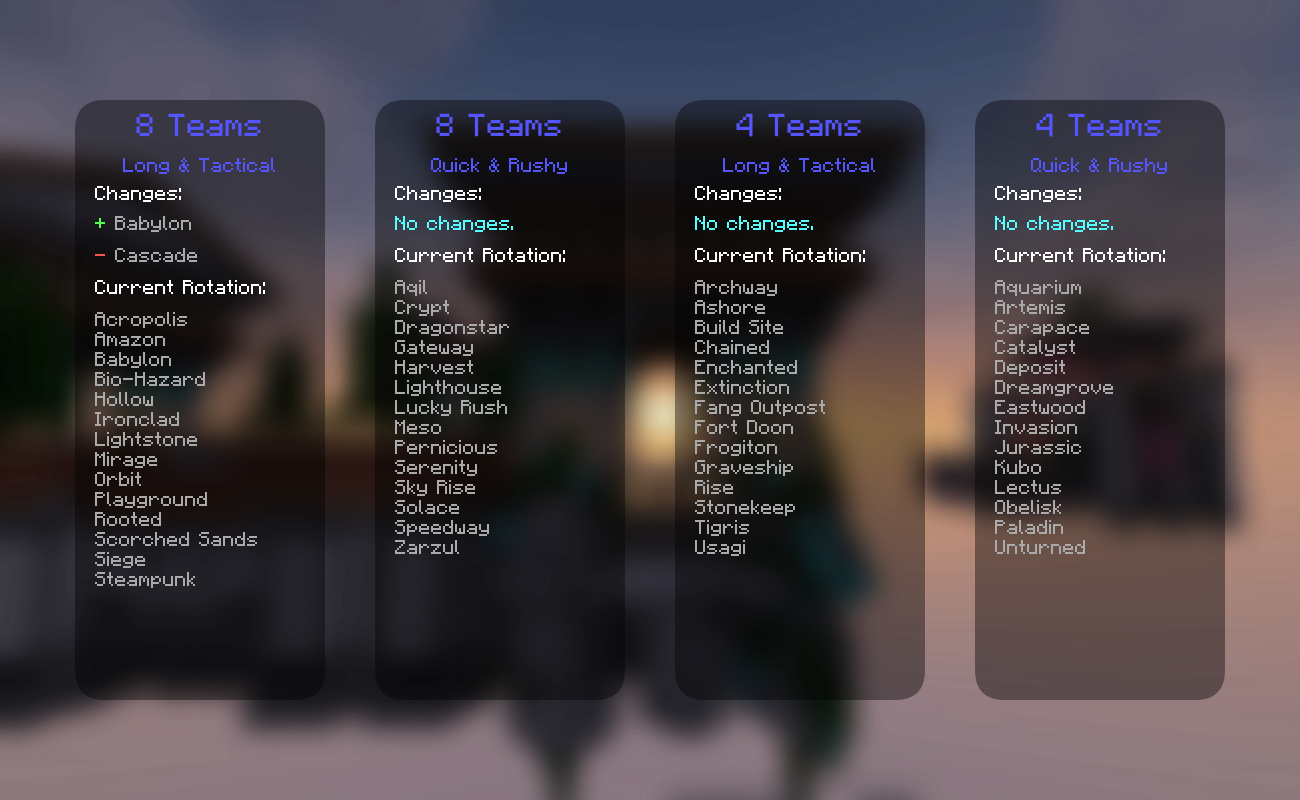 8 Teams
Long & Tactical
Changes:
+ Babylon
- Cascade
Current Rotation:
Acropolis
Amazon
Babylon
Bio-Hazard
Hollow
Ironclad
Lightstone
Mirage
Orbit
Playground
Rooted
Scorched Sands
Siege
Steampunk
8 Teams
Quick & Rushy
Changes:
No changes.
Current Rotation:
Aqil
Crypt
Dragonstar
Gateway
Harvest
Lighthouse
Lucky Rush
Meso
Pernicious
Serenity
Sky Rise
Solace
Speedway
Zarzul
4 Teams
Long & Tactical
Changes:
No changes.
Current Rotation:
Archway
Ashore
Build Site
Chained
Enchanted
Extinction
Fang Outpost
Fort Doon
Frogiton
Graveship
Rise
Stonekeep
Tigris
Usagi
4 Teams
Quick & Rushy
Changes:
No changes.
Current Rotation:
Aquarium
Artemis
Carapace
Catalyst
Deposit
Dreamgrove
Eastwood
Invasion
Jurassic
Kubo
Lectus
Obelisk
Paladin
Unturned